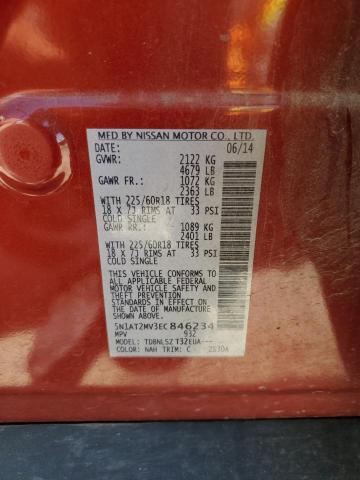 MFD BY NISSAN MOTOR CO., LTD.
DATE: 06/14
GVWR: 2122 KG
4679 LB
GAWR FR.: 1072 KG
2363 LB
WITH 225/60R18 TIRES
18 X 7J RIMS AT 33 PSI
COLD SINGLE
GAWR RR.: 1089 KG
2401 LB
WITH 225/60R18 TIRES
18 X 7J RIMS AT 33 PSI
COLD SINGLE
THIS VEHICLE CONFORMS TO
ALL APPLICABLE FEDERAL
MOTOR VEHICLE SAFETY
AND THEFT PREVENTION
STANDARDS IN EFFECT ON
THE DATE OF MANUFACTURE
SHOWN ABOVE.
5N1AT2MV3EC846234
MPV 932
MODEL: TDBNLSZ T32EUA---
COLOR: NAH TRIM: C